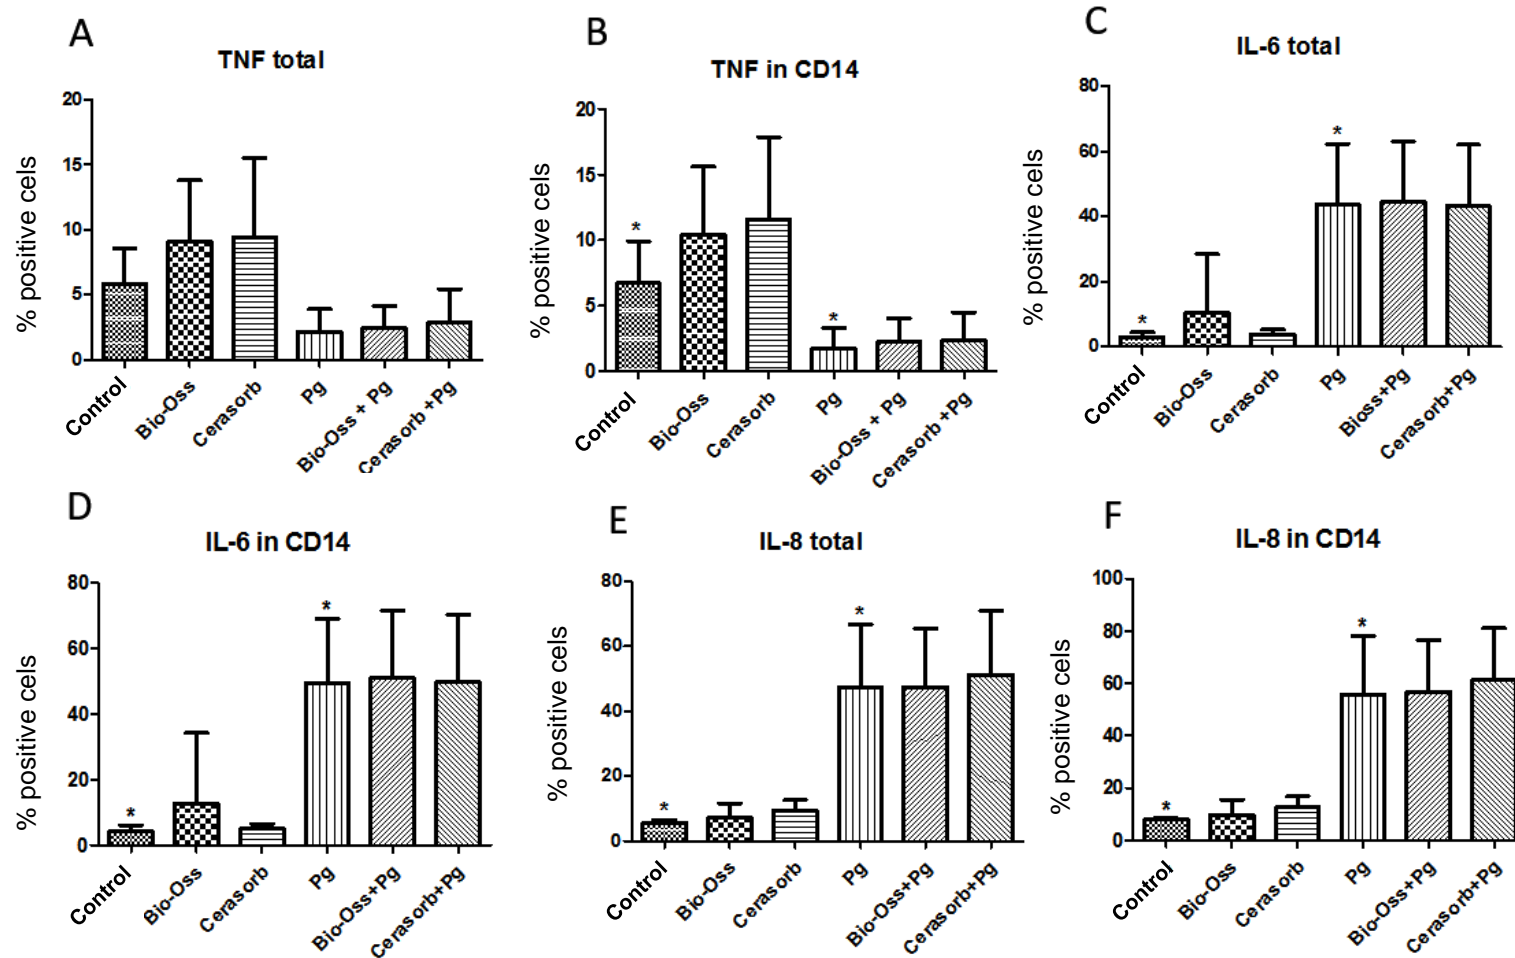 A
TNF total
% positive cels
20
15
10
5
0
Control
Bio-Oss
Cerasorb
Pg
Bio-Oss + Pg
Cerasorb +Pg
B
TNF in CD14
% positive cels
20
15
10
5
0
*
*
Control
Bio-Oss
Cerasorb
Pg
Bio-Oss + Pg
Cerasorb +Pg
C
IL-6 total
% positive cels
80
60
40
20
0
*
*
Control
Bio-Oss
Cerasorb
Pg
Bioss+Pg
Cerasorb+Pg
D
IL-6 in CD14
% positive cels
80
60
40
20
0
*
*
Control
Bio-Oss
Cerasorb
Pg
Bio-Oss+Pg
Cerasorb+Pg
E
IL-8 total
% positive cels
80
60
40
20
0
*
*
Control
Bio-Oss
Cerasorb
Pg
Bio-Oss+Pg
Cerasorb+Pg
F
IL-8 in CD14
% positive cels
100
80
60
40
20
0
*
*
Control
Bio-Oss
Cerasorb
Pg
Bio-Oss+Pg
Cerasorb+Pg